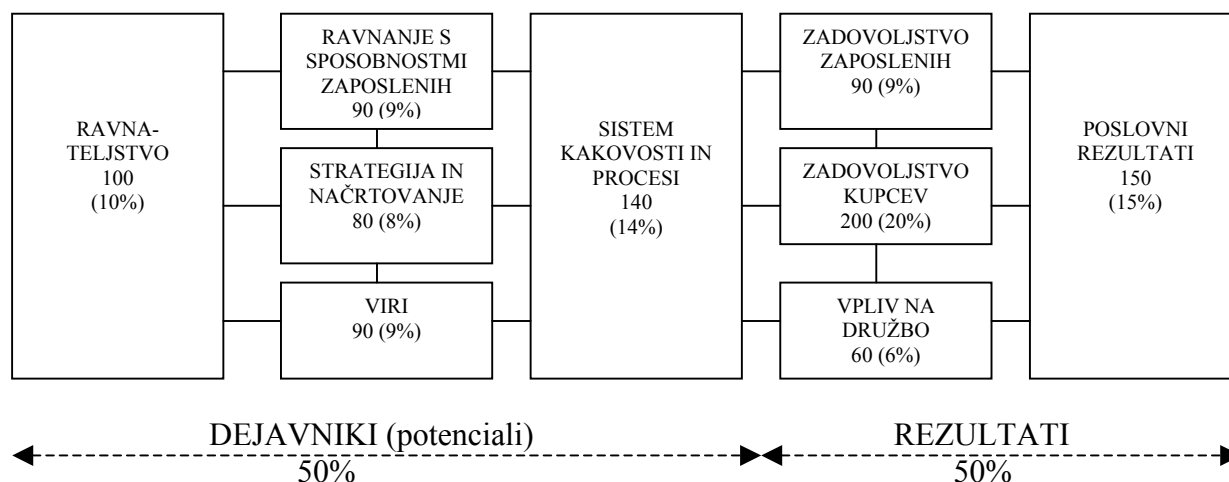 RAVNA-
TELJSTVO
100
(10%)
RAVNANJE S
SPOSOBNOSTMI
ZAPOSLENIH
90 (9%)
STRATEGIJA IN
NAČRTOVANJE
80 (8%)
VIRI
90 (9%)
SISTEM
KAKOVOSTI IN
PROCESI
140
(14%)
ZADOVOLJSTVO
ZAPOSLENIH
90 (9%)
ZADOVOLJSTVO
KUPCEV
200 (20%)
VPLIV NA
DRUŽBO
60 (6%)
POSLOVNI
REZULTATI
150
(15%)
DEJAVNIKI (potenciali)
50%
REZULTATI
50%